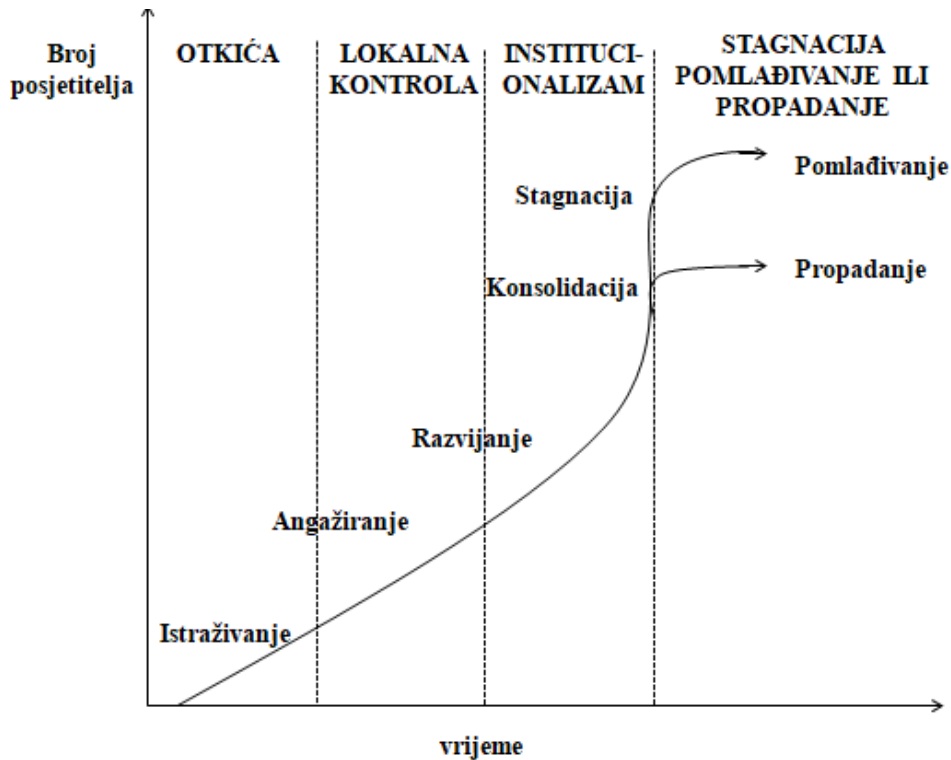 Broj
posjetitelja
OTKIĆA
LOKALNA
KONTROLA
INSTITUCI-
ONALIZAM
STAGNACIJA
POMLAĐIVANJE ILI
PROPADANJE
Pomlađivanje
Stagnacija
Propadanje
Konsolidacija
Razvijanje
Angažiranje
Istraživanje
vrijeme